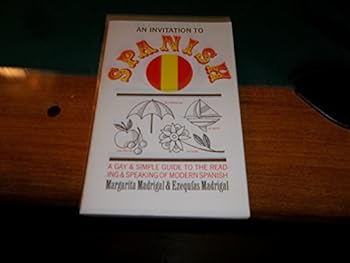 AN INVITATION TO
SPANISH
A GAY & SIMPLE GUIDE TO THE READ
ING & SPEAKING OF MODERN SPANISH
Margarita Madrigal & Ezequías Madrigal